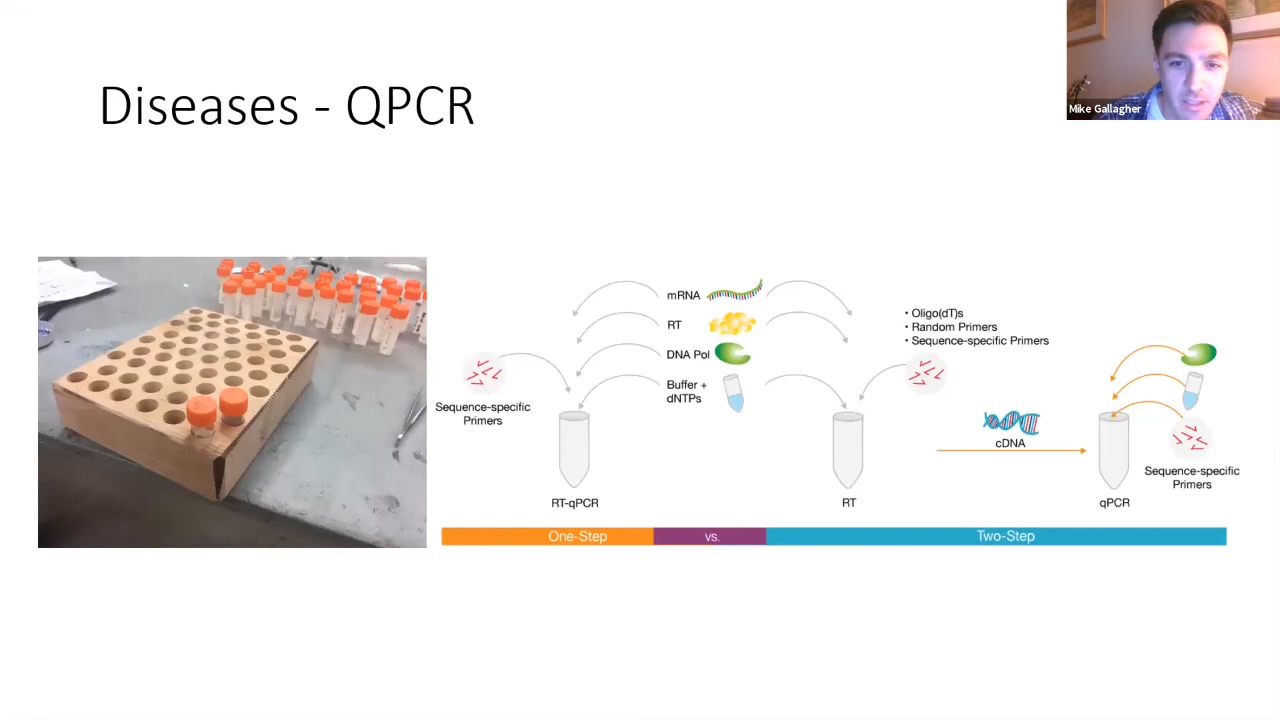 Diseases - QPCR
Mike Gallagher
mRNA
RT
DNA Pol
Buffer +
dNTPs
Sequence-specific
Primers
RT-qPCR
• Oligo(dT)s
• Random Primers
• Sequence-specific Primers
RT
cDNA
qPCR
Sequence-specific
Primers
One-Step
vs.
Two-Step